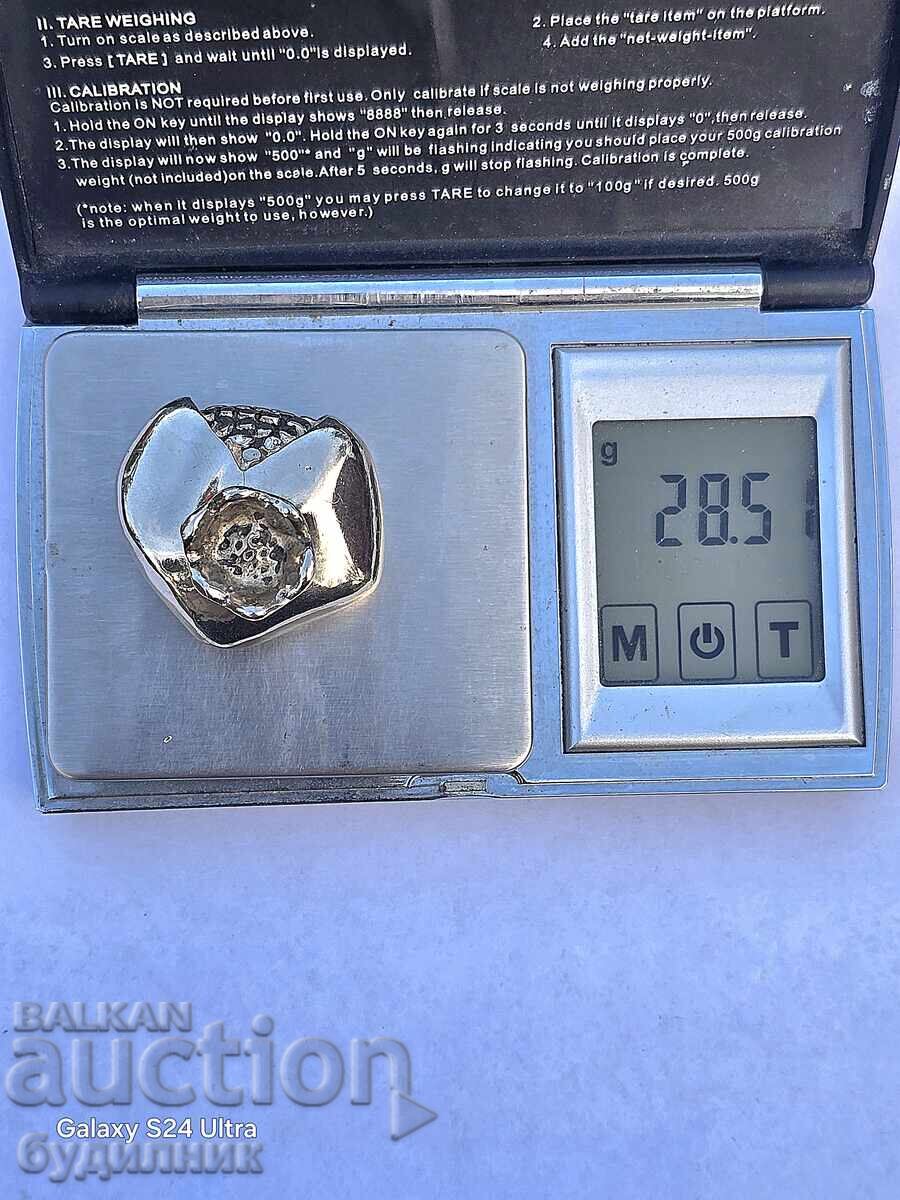 II. TARE WEIGHING
1. Turn on scale as described above.
2. Place the "tare item" on the platform.
3. Press [ TARE ] and wait until "0.0"is displayed.
4. Add the "net-weight-item".
III. CALIBRATION
Calibration is NOT required before first use. Only calibrate if scale is not weighing properly.
1. Hold the ON key until the display shows "8888" then release.
2.The display will then show "0.0". Hold the ON key again for 3 seconds until it displays "0",then release.
3.The display will now show "500"* and "g" will be flashing indicating you should place your 500g calibration
weight (not included)on the scale.After 5 seconds, g will stop flashing. Calibration is complete.
(*note: when it displays "500g" you may press TARE to change it to "100g" if desired. 500g
is the optimal weight to use, however.)
g
28.5
M T
BALKAN
auction
Galaxy S24 Ultra
будилник